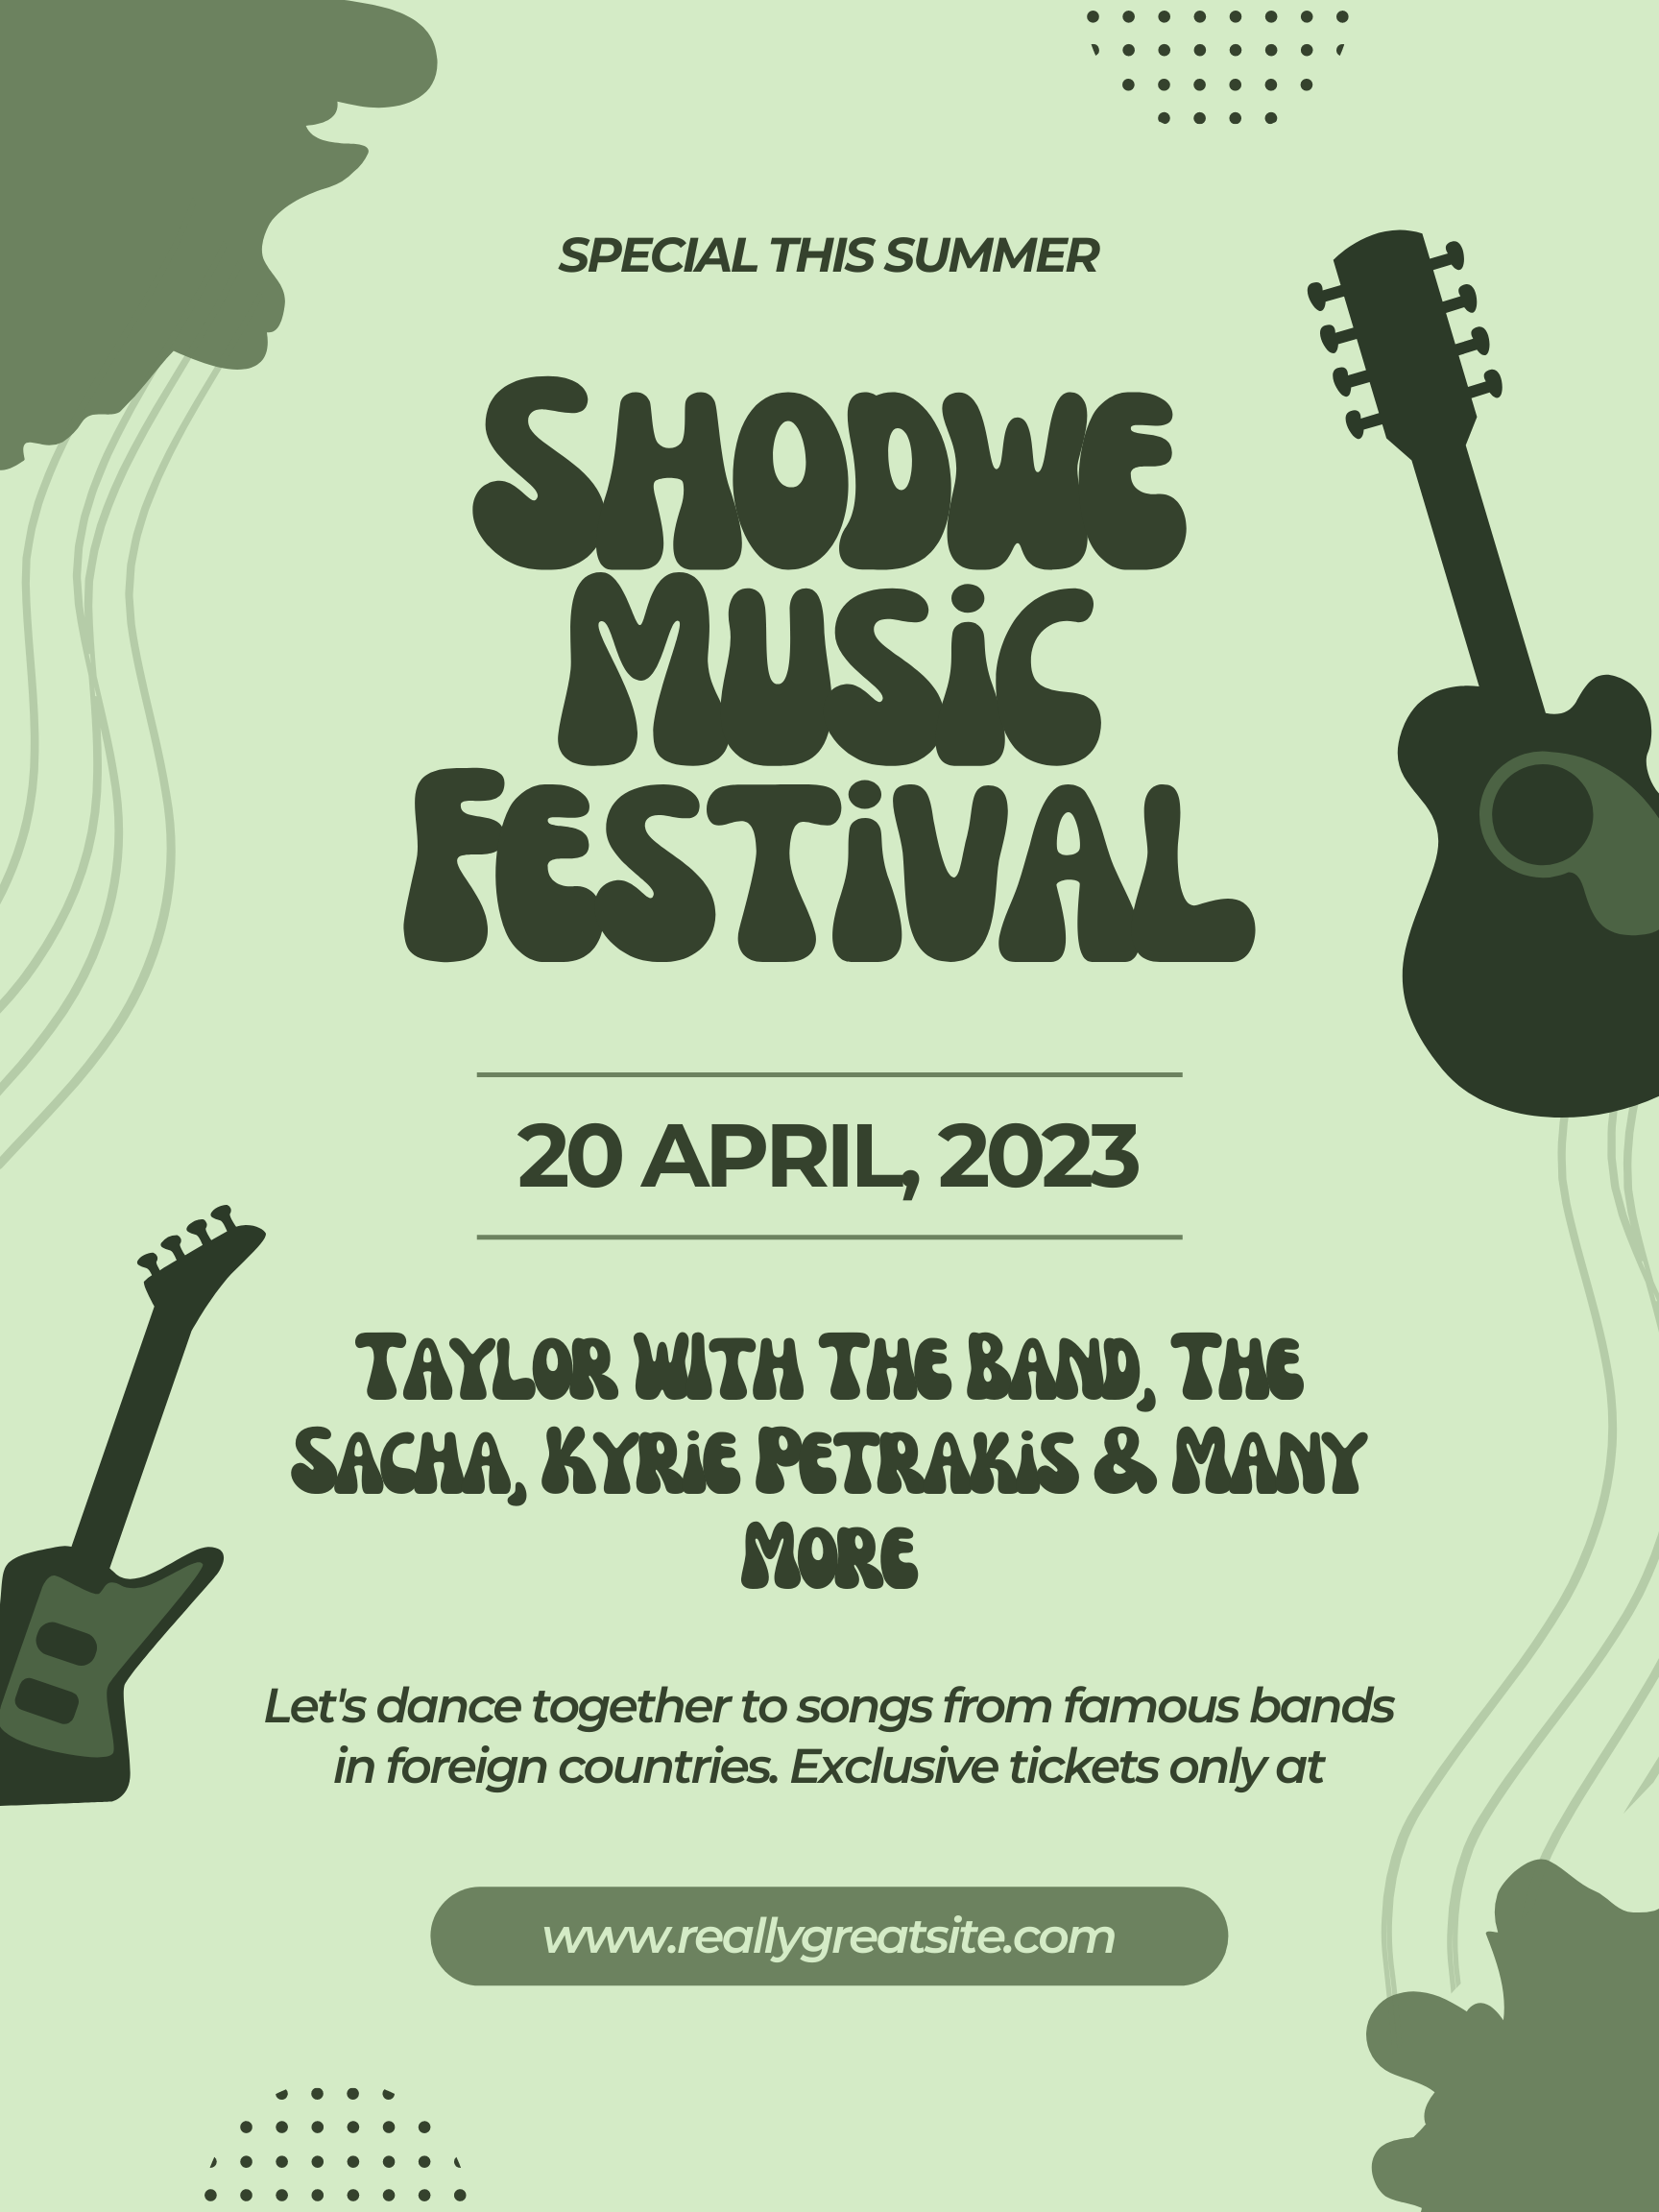 SPECIAL THIS SUMMER
SHODWE
MUSIC
FESTIVAL
20 APRIL, 2023
TAYLOR WITH THE BAND, THE
SACHA, KYRIE PETRAKIS & MANY
MORE
Let's dance together to songs from famous bands
in foreign countries. Exclusive tickets only at
www.reallygreatsite.com